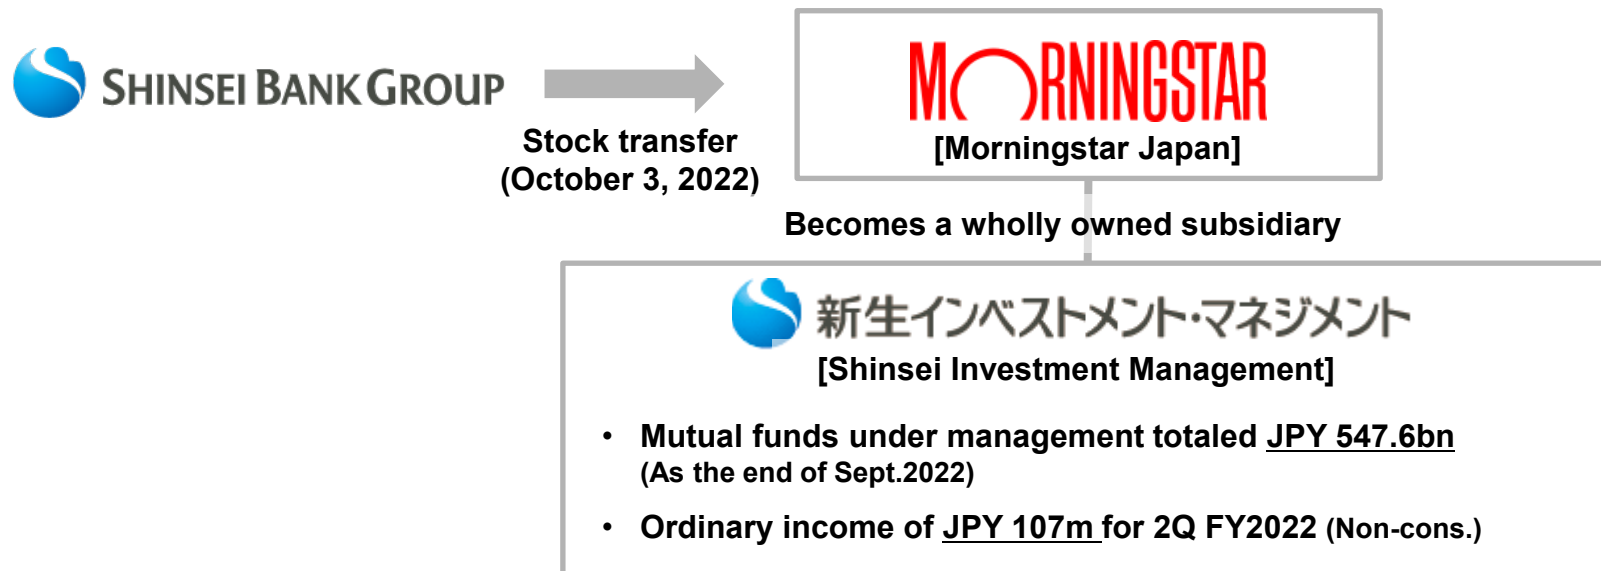 SHINSEI BANK GROUP
Stock transfer
(October 3, 2022)
MORNINGSTAR
[Morningstar Japan]
Becomes a wholly owned subsidiary
新生インベストメント・マネジメント
[Shinsei Investment Management]
• Mutual funds under management totaled JPY 547.6bn
(As the end of Sept.2022)
• Ordinary income of JPY 107m for 2Q FY2022 (Non-cons.)